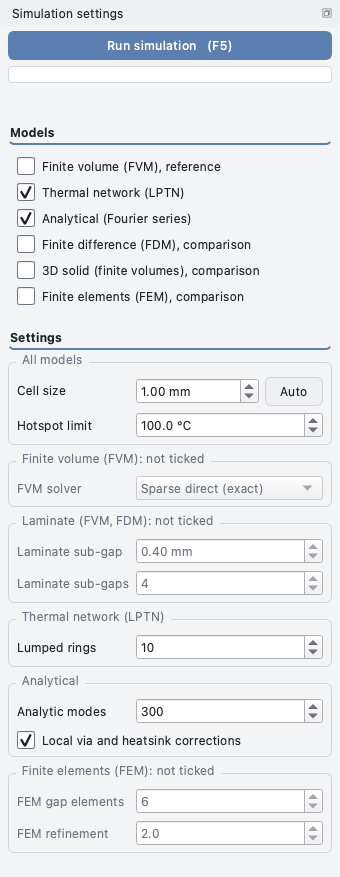 Simulation settings
Run simulation (F5)
Models
Finite volume (FVM), reference
Thermal network (LPTN)
Analytical (Fourier series)
Finite difference (FDM), comparison
3D solid (finite volumes), comparison
Finite elements (FEM), comparison
Settings
All models
Cell size 1.00 mm Auto
Hotspot limit 100.0 °C
Finite volume (FVM): not ticked
FVM solver Sparse direct (exact)
Laminate (FVM, FDM): not ticked
Laminate sub-gap 0.40 mm
Laminate sub-gaps 4
Thermal network (LPTN)
Lumped rings 10
Analytical
Analytic modes 300
Local via and heatsink corrections
Finite elements (FEM): not ticked
FEM gap elements 6
FEM refinement 2.0